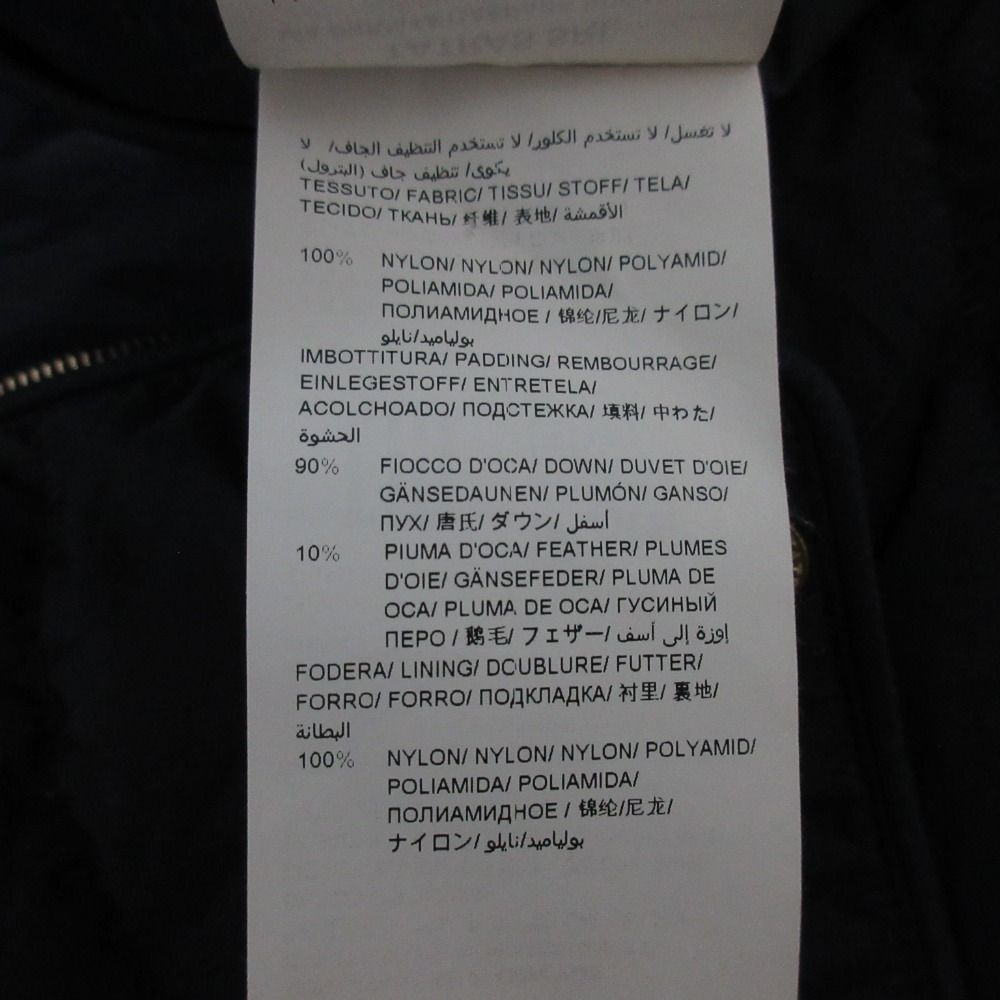 لا تغسل/ لا تستخدم الكلور/ لا تستخدم التنظيف الجاف/ لا
يكوى/ تنظيف جاف (البترول)
TESSUTO/ FABRIC/ TISSU/ STOFF/ TELA/
TECIDO/ ТКАНЬ/ 纤维/ 表地/ الأقمشة
100% NYLON/ NYLON/ NYLON/ POLYAMID/
POLIAMIDA/ POLIAMIDA/
ПОЛИАМИДНОЕ / 锦纶/尼龙/ ナイロン/
بولياميد/نايلو
IMBOTTITURA/ PADDING/ REMBOURRAGE/
EINLEGESTOFF/ ENTRETELA/
ACOLCHOADO/ ПОДСТЕЖКА/ 填料/ 中わた/
الحشوة
90% FIOCCO D'OCA/ DOWN/ DUVET D'OIE/
GÄNSEDAUNEN/ PLUMÓN/ GANSO/
ПУХ/ 唐氏/ ダウン/ أسفل
10% PIUMA D'OCA/ FEATHER/ PLUMES
D'OIE/ GÄNSEFEDER/ PLUMA DE
OCA/ PLUMA DE OCA/ ГУСИНЫЙ
ПЕРО / 鹅毛/ フェザー/ إوزة إلى أسف
FODERA/ LINING/ DOUBLURE/ FUTTER/
FORRO/ FORRO/ ПОДКЛАДКА/ 衬里/ 裏地/
البطانة
100% NYLON/ NYLON/ NYLON/ POLYAMID/
POLIAMIDA/ POLIAMIDA/
ПОЛИАМИДНОЕ / 锦纶/尼龙/
ナイロン/ بولياميد/نايلو